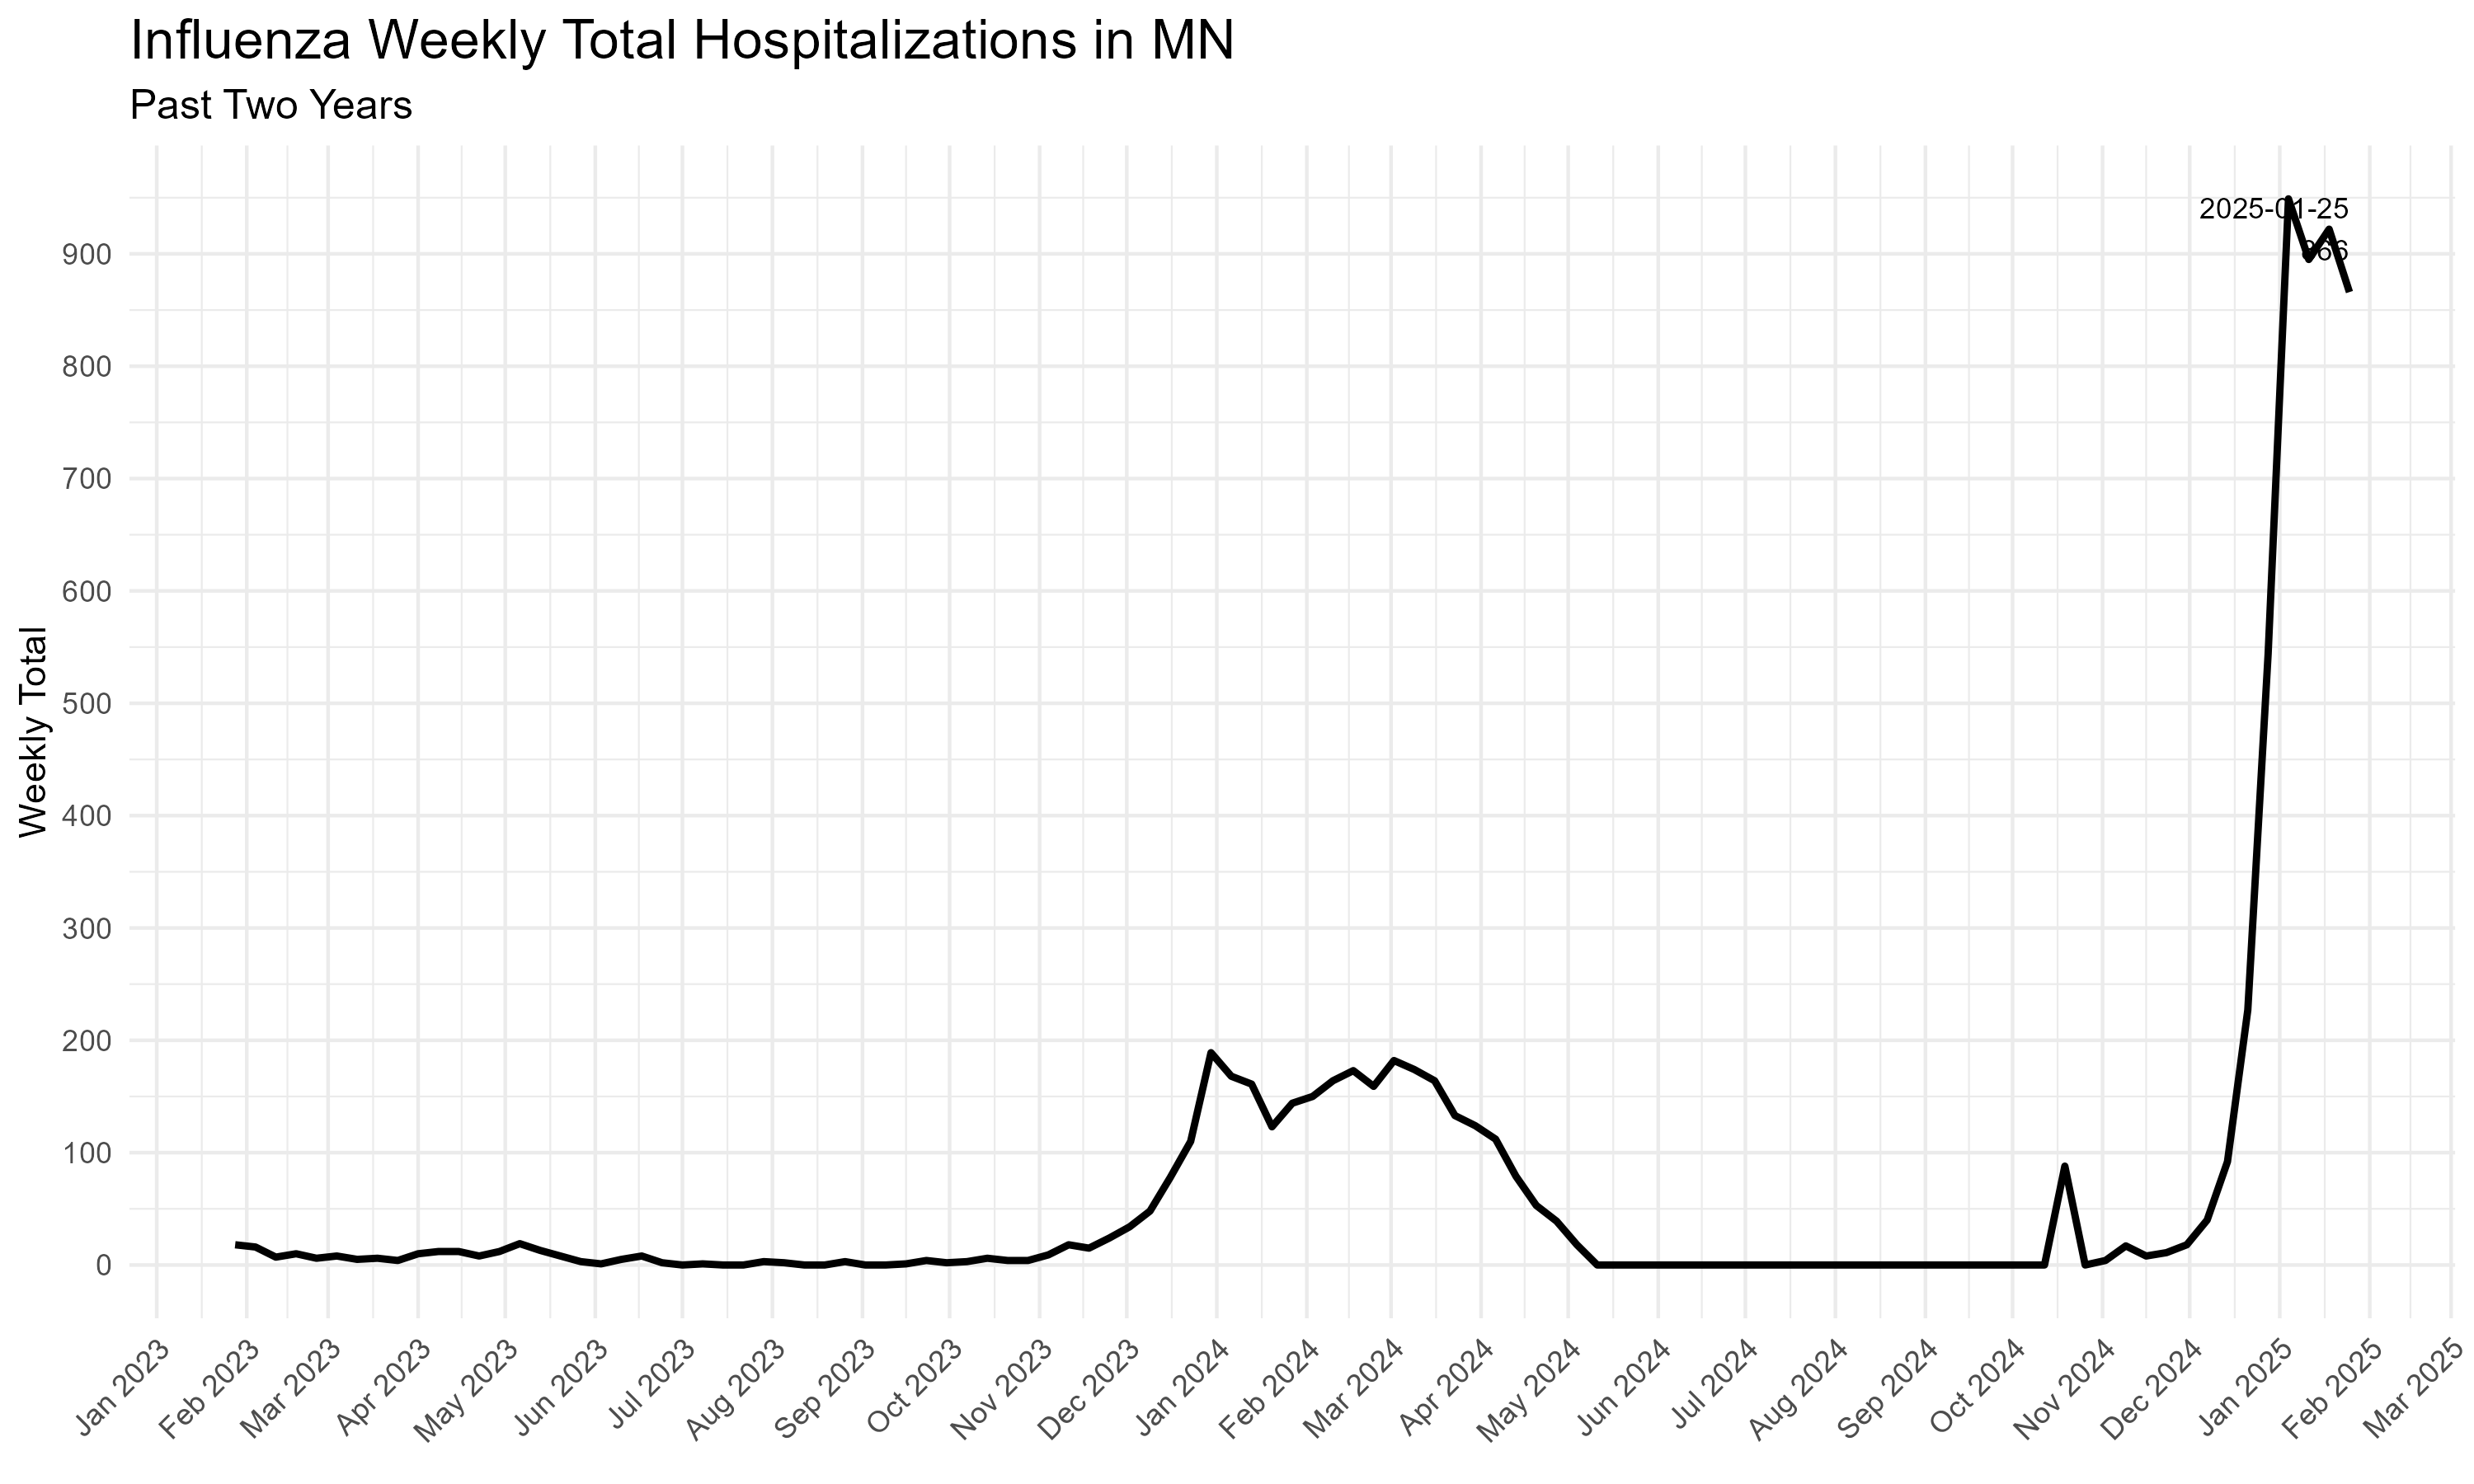 Influenza Weekly Total Hospitalizations in MN
Past Two Years
2025-01-25
900
800
700
600
500
400
300
200
100
0
Weekly Total
Jan 2023
Feb 2023
Mar 2023
Apr 2023
May 2023
Jun 2023
Jul 2023
Aug 2023
Sep 2023
Oct 2023
Nov 2023
Dec 2023
Jan 2024
Feb 2024
Mar 2024
Apr 2024
May 2024
Jun 2024
Jul 2024
Aug 2024
Sep 2024
Oct 2024
Nov 2024
Dec 2024
Jan 2025
Feb 2025
Mar 2025